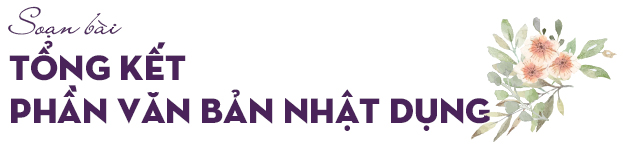 Soạn bài
TỔNG KẾT
PHẦN VĂN BẢN NHẬT DỤNG